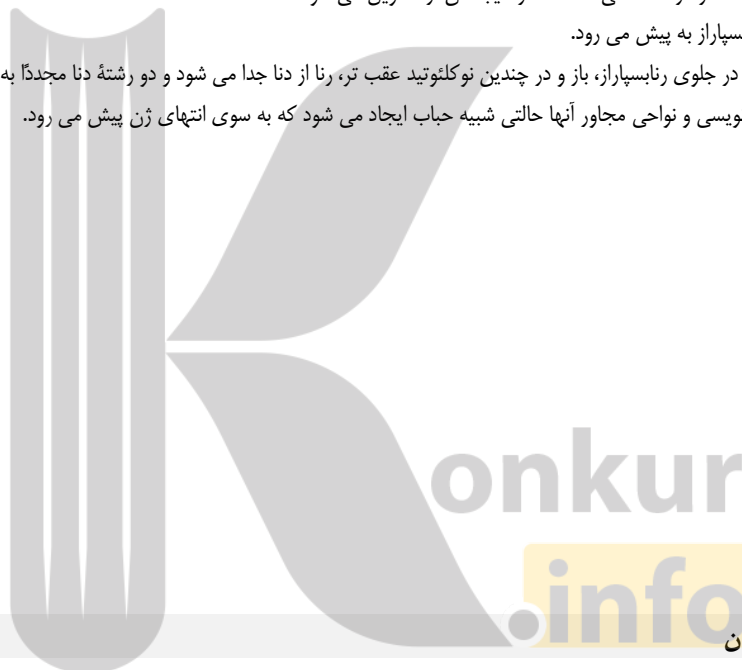 سپاراز به پیش می رود.
در جلوی رنابسپاراز، باز و در چندین نوکلئوتید عقب تر، رنا از دنا جدا می شود و دو رشتهٔ دنا مجدداً به
ویسی و نواحی مجاور آنها حالتی شبیه حباب ایجاد می شود که به سوی انتهای ژن پیش می رود.
onkur
.info
ن